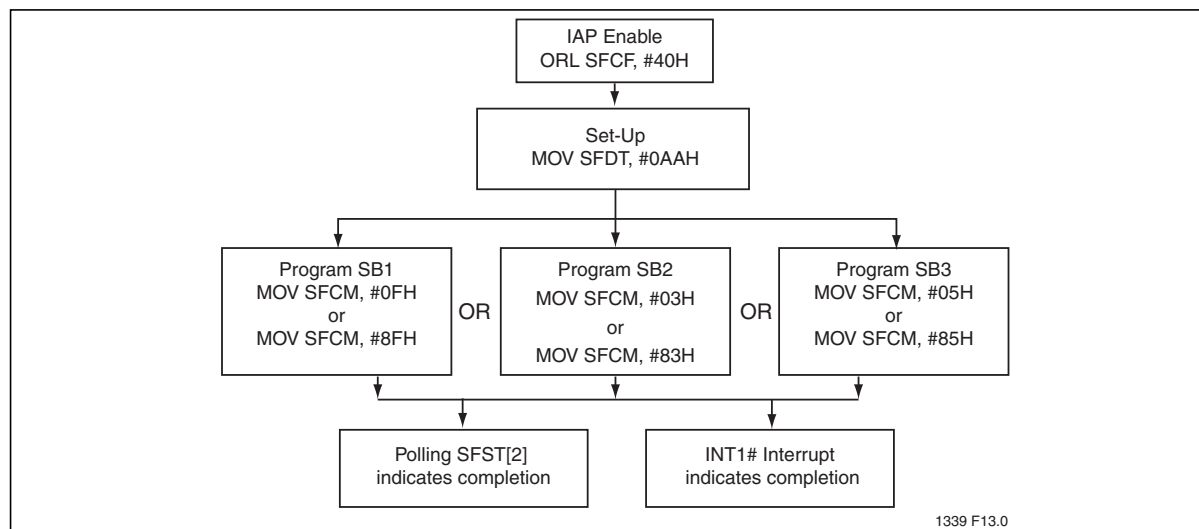 IAP Enable
ORL SFCF, #40H
Set-Up
MOV SFDT, #0AAH
Program SB1
MOV SFCM, #0FH
or
MOV SFCM, #8FH
OR
Program SB2
MOV SFCM, #03H
or
MOV SFCM, #83H
OR
Program SB3
MOV SFCM, #05H
or
MOV SFCM, #85H
Polling SFST[2]
indicates completion
INT1# Interrupt
indicates completion
1339 F13.0